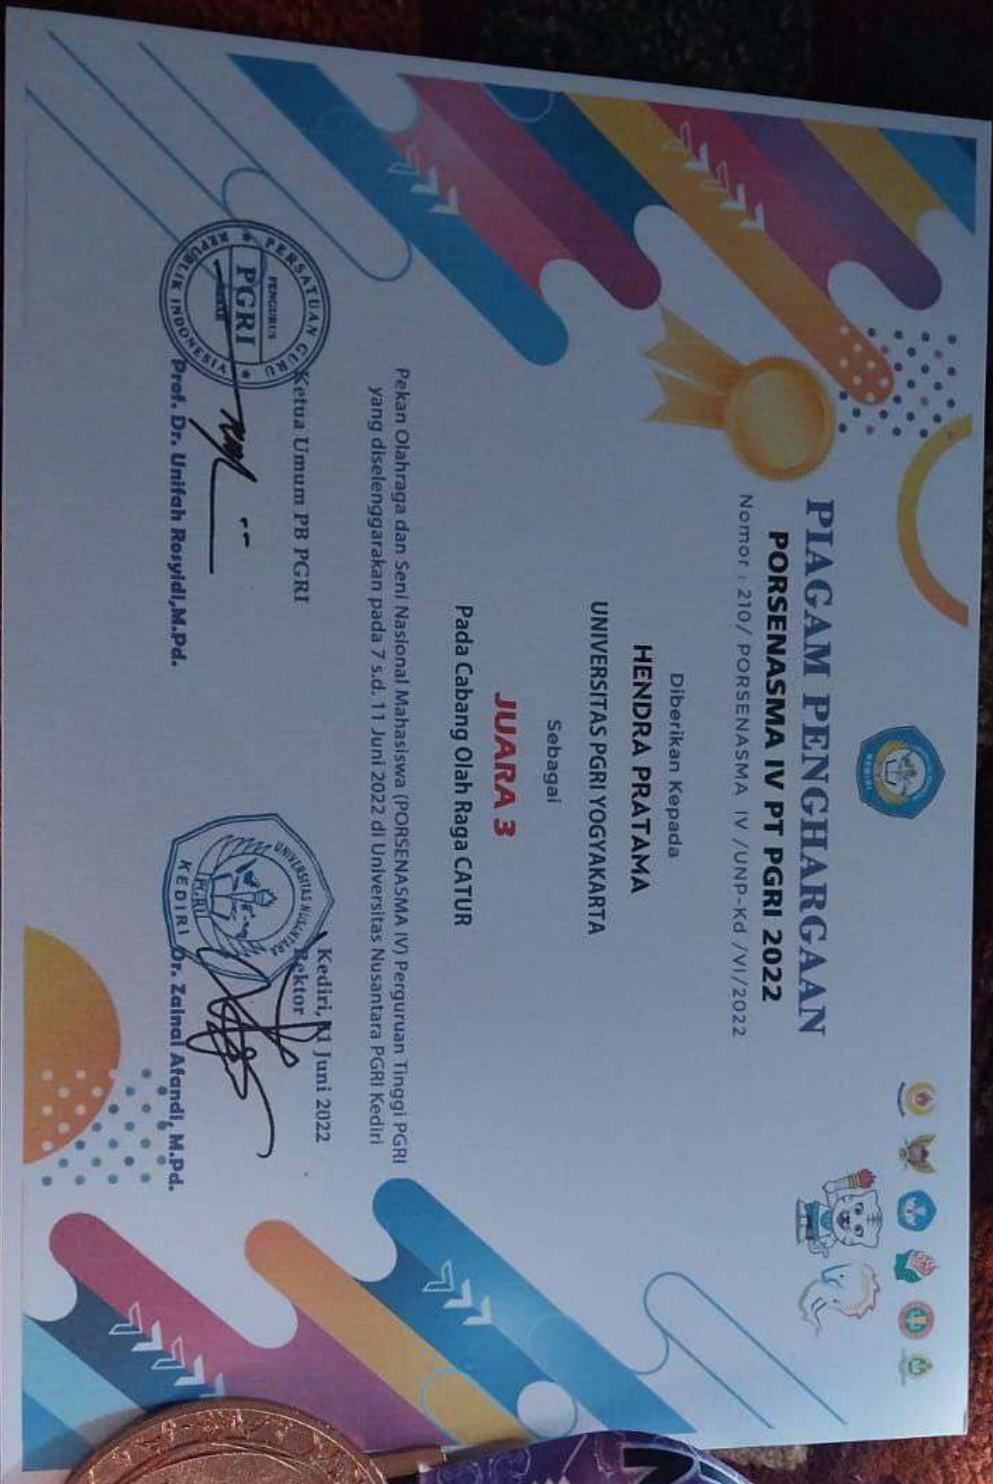 PIAGAM PENGHARGAAN
PORSENASMA IV PT PGRI 2022
Nomor : 210/ PORSENASMA IV /UNP-Kd /VI/2022
Diberikan Kepada
HENDRA PRATAMA
UNIVERSITAS PGRI YOGYAKARTA
Sebagai
JUARA 3
Pada Cabang Olah Raga CATUR
Pekan Olahraga dan Seni Nasional Mahasiswa (PORSENASMA IV) Perguruan Tinggi PGRI
yang diselenggarakan pada 7 s.d. 11 Juni 2022 di Universitas Nusantara PGRI Kediri
Ketua Umum PB PGRI
PERSATUAN GURU
REPUBLIK INDONESIA
PENGURUS
BESAR
PGRI
Prof. Dr. Unifah Rosyidi,M.Pd.
Kediri, 11 Juni 2022
Rektor
UNIVERSITAS NUSANTARA
PGRI
KEDIRI
Dr. Zainal Afandi, M.Pd.